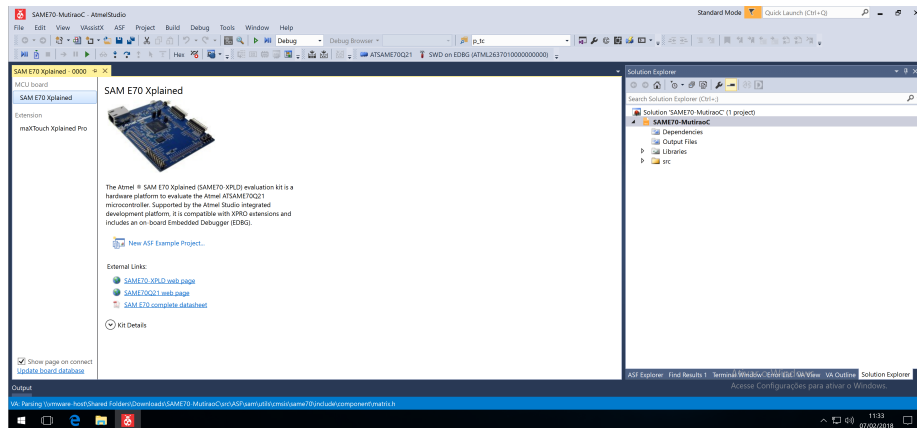 SAME70-MutiraoC - AtmelStudio
Standard Mode
Quick Launch (Ctrl+Q)
File Edit View VAssistX ASF Project Build Debug Tools Window Help
Debug
Debug Browser
p_tc
Hex
ATSAME70Q21
SWD on EDBG (ATML2637010000000000)
SAM E70 Xplained - 0000
MCU board
SAM E70 Xplained
Extension
maXTouch Xplained Pro
SAM E70 Xplained
The Atmel ® SAM E70 Xplained (SAME70-XPLD) evaluation kit is a
hardware platform to evaluate the Atmel ATSAME70Q21
microcontroller. Supported by the Atmel Studio integrated
development platform, it is compatible with XPRO extensions and
includes an on-board Embedded Debugger (EDBG).
New ASF Example Project...
External Links:
SAME70-XPLD web page
SAME70Q21 web page
SAM E70 complete datasheet
Kit Details
Show page on connect
Update board database
Solution Explorer
Search Solution Explorer (Ctrl+;)
Solution 'SAME70-MutiraoC' (1 project)
SAME70-MutiraoC
Dependencies
Output Files
Libraries
src
ASF Explorer Find Results 1 Terminal Window Error List VA View VA Outline Solution Explorer
Acesse Configurações para ativar o Windows.
Output
VA: Parsing \\vmware-host\Shared Folders\Downloads\SAME70-MutiraoC\src\ASF\sam\utils\cmsis\same70\include\component\matrix.h
11:33
07/02/2018